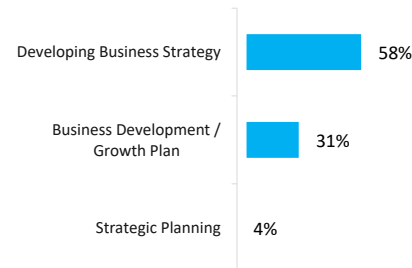 Developing Business Strategy
58%
Business Development /
Growth Plan
31%
Strategic Planning
4%